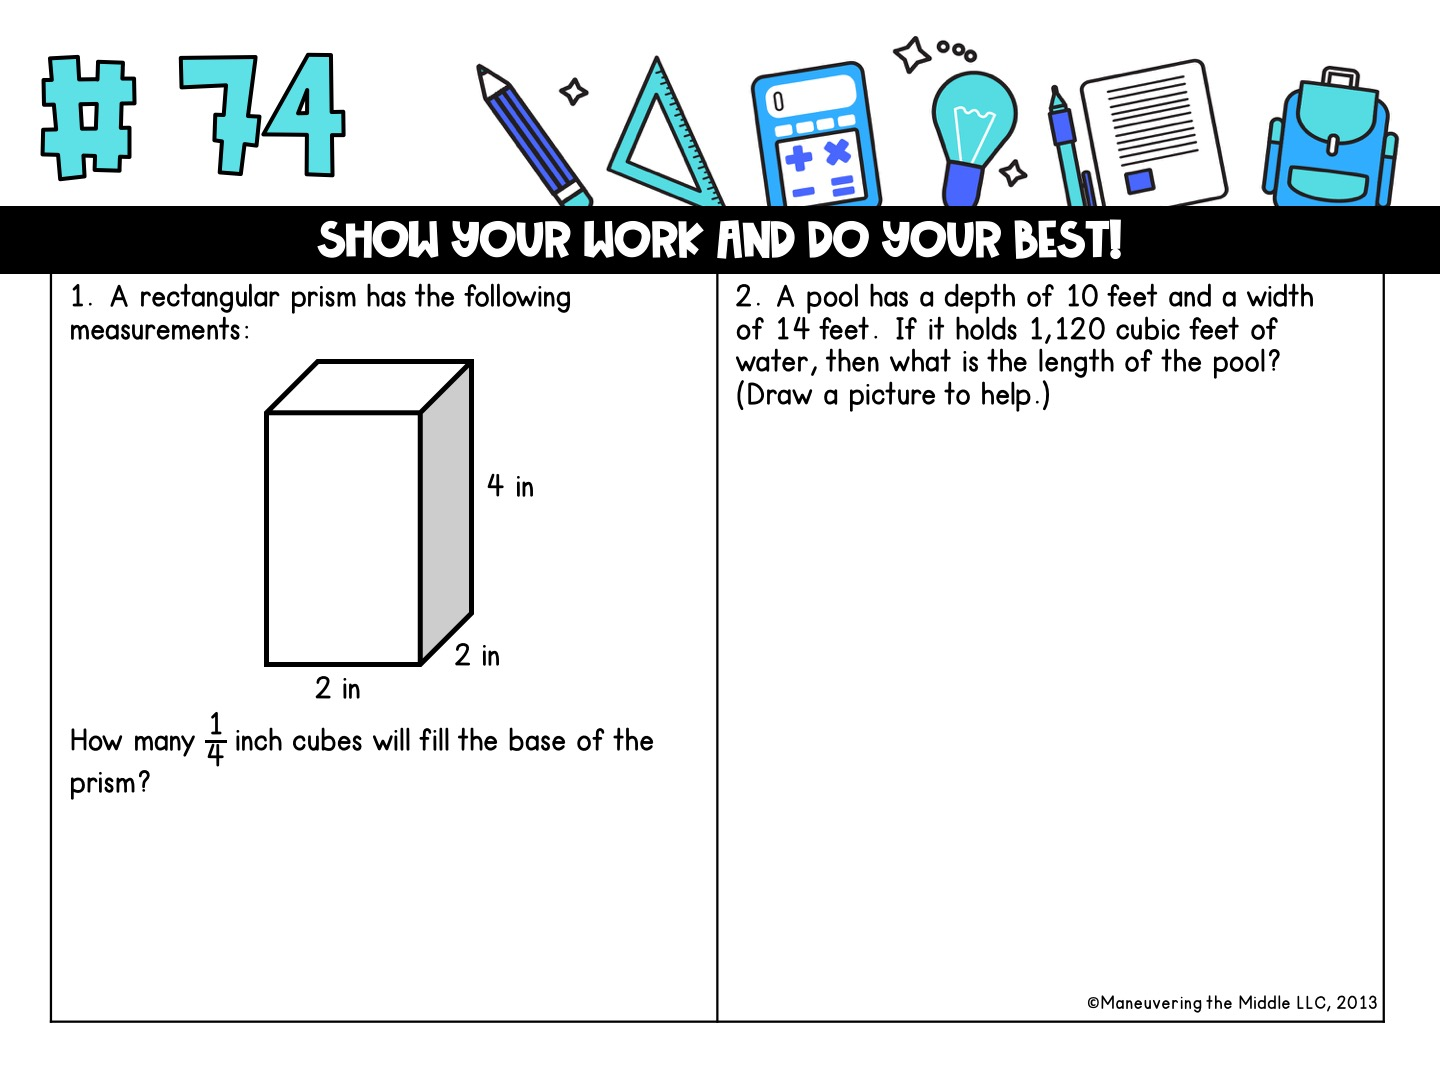 # 74
0
SHOW YOUR WORK AND DO YOUR BEST!
1. A rectangular prism has the following
measurements:
4 in
2 in
2 in
How many 1/4 inch cubes will fill the base of the
prism?
2. A pool has a depth of 10 feet and a width
of 14 feet. If it holds 1,120 cubic feet of
water, then what is the length of the pool?
(Draw a picture to help.)
©Maneuvering the Middle LLC, 2013